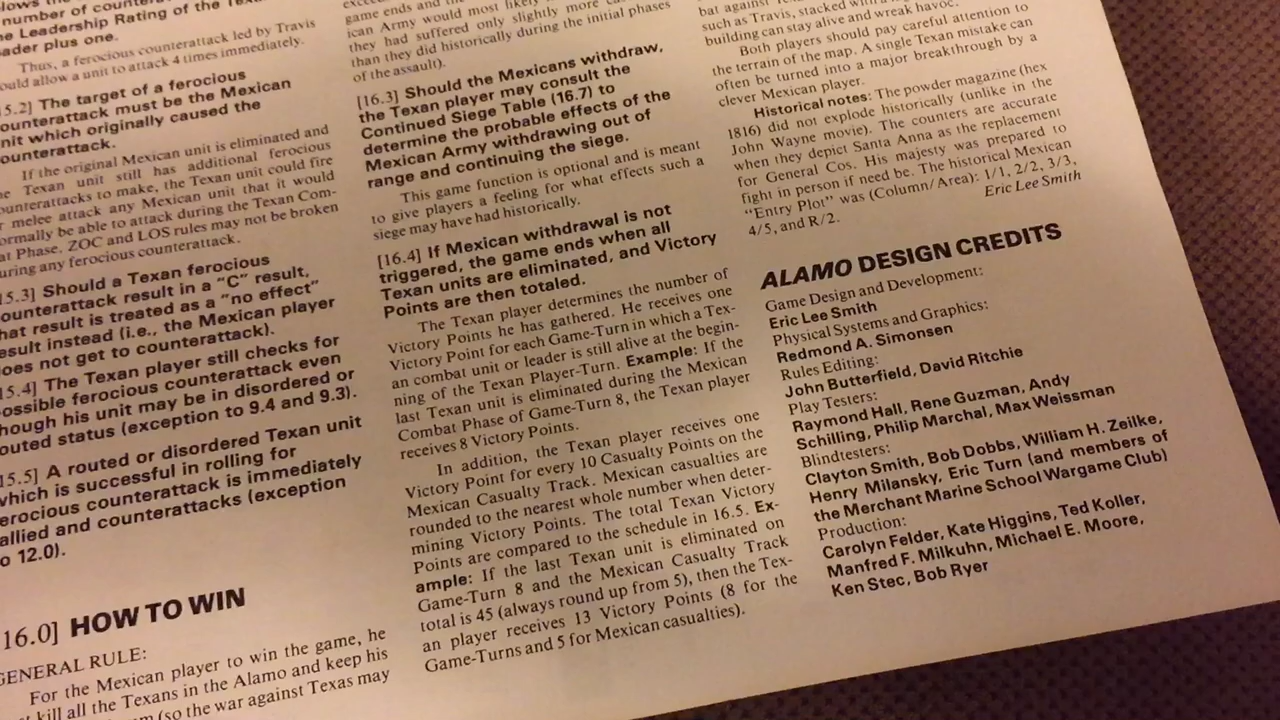 number of counter
he Leadership Rating of the Texan
ader plus one.
Thus, a ferocious counterattack led by Travis
ould allow a unit to attack 4 times immediately.
5.2] The target of a ferocious
ounterattack must be the Mexican
nit which originally caused the
ounterattack.
If the original Mexican unit is eliminated and
he Texan unit still has additional ferocious
ounterattacks to make, the Texan unit could fire
r melee attack any Mexican unit that it would
ormally be able to attack during the Texan Com-
at Phase. ZOC and LOS rules may not be broken
uring any ferocious counterattack.
5.3] Should a Texan ferocious
ounterattack result in a "C" result,
hat result is treated as a "no effect"
esult instead (i.e., the Mexican player
oes not get to counterattack).
5.4] The Texan player still checks for
ossible ferocious counterattack even
hough his unit may be in disordered or
outed status (exception to 9.4 and 9.3).
5.5] A routed or disordered Texan unit
which is successful in rolling for
erocious counterattack is immediately
allied and counterattacks (exception
o 12.0).
16.0] HOW TO WIN
GENERAL RULE:
For the Mexican player to win the game, he
kill all the Texans in the Alamo and keep his
(so the war against Texas may
game ends and the
ican Army would most likely
they had suffered only slightly more
than they did historically during the initial phases
of the assault).
[16.3] Should the Mexicans withdraw,
the Texan player may consult the
Continued Siege Table (16.7) to
determine the probable effects of the
Mexican Army withdrawing out of
range and continuing the siege.
This game function is optional and is meant
to give players a feeling for what effects such a
siege may have had historically.
[16.4] If Mexican withdrawal is not
triggered, the game ends when all
Texan units are eliminated, and Victory
Points are then totaled.
The Texan player determines the number of
Victory Points he has gathered. He receives one
Victory Point for each Game-Turn in which a Tex-
an combat unit or leader is still alive at the begin-
ning of the Texan Player-Turn. Example: If the
last Texan unit is eliminated during the Mexican
Combat Phase of Game-Turn 8, the Texan player
receives 8 Victory Points.
In addition, the Texan player receives one
Victory Point for every 10 Casualty Points on the
Mexican Casualty Track. Mexican casualties are
rounded to the nearest whole number when deter-
mining Victory Points. The total Texan Victory
Points are compared to the schedule in 16.5. Ex-
ample: If the last Texan unit is eliminated on
Game-Turn 8 and the Mexican Casualty Track
total is 45 (always round up from 5), then the Tex-
an player receives 13 Victory Points (8 for the
Game-Turns and 5 for Mexican casualties).
bat against
such as Travis, stacked with a
building can stay alive and wreak havoc.
Both players should pay careful attention to
the terrain of the map. A single Texan mistake can
often be turned into a major breakthrough by a
clever Mexican player.
Historical notes: The powder magazine (hex
1816) did not explode historically (unlike in the
John Wayne movie). The counters are accurate
when they depict Santa Anna as the replacement
for General Cos. His majesty was prepared to
fight in person if need be. The historical Mexican
"Entry Plot" was (Column/Area): 1/1, 2/2, 3/3,
4/5, and R/2.
Eric Lee Smith
ALAMO DESIGN CREDITS
Game Design and Development:
Eric Lee Smith
Physical Systems and Graphics:
Redmond A. Simonsen
Rules Editing:
John Butterfield, David Ritchie
Play Testers:
Raymond Hall, Rene Guzman, Andy
Schilling, Philip Marchal, Max Weissman
Blindtesters:
Clayton Smith, Bob Dobbs, William H. Zeilke,
Henry Milansky, Eric Turn (and members of
the Merchant Marine School Wargame Club)
Production:
Carolyn Felder, Kate Higgins, Ted Koller,
Manfred F. Milkuhn, Michael E. Moore,
Ken Stec, Bob Ryer